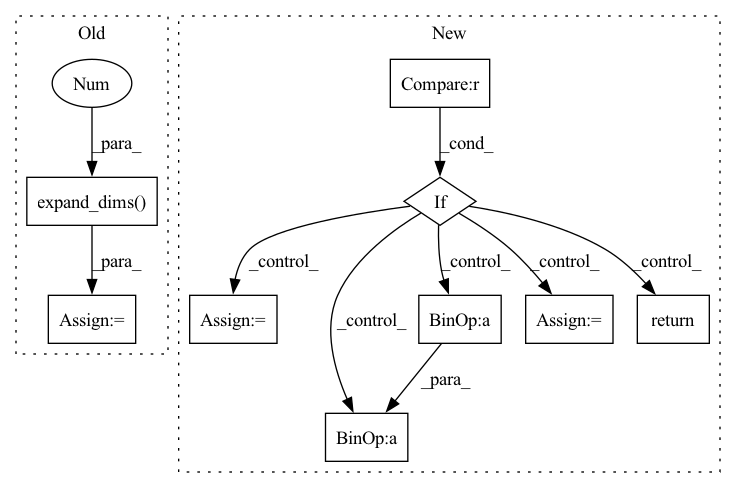 Old
New
Num
Compare:r
_para_
_cond_
expand_dims()
If
_para_
_control_
_control_
_control_
_control_
_control_
Assign:=
Assign:=
BinOp:a
Assign:=
return
_para_
BinOp:a